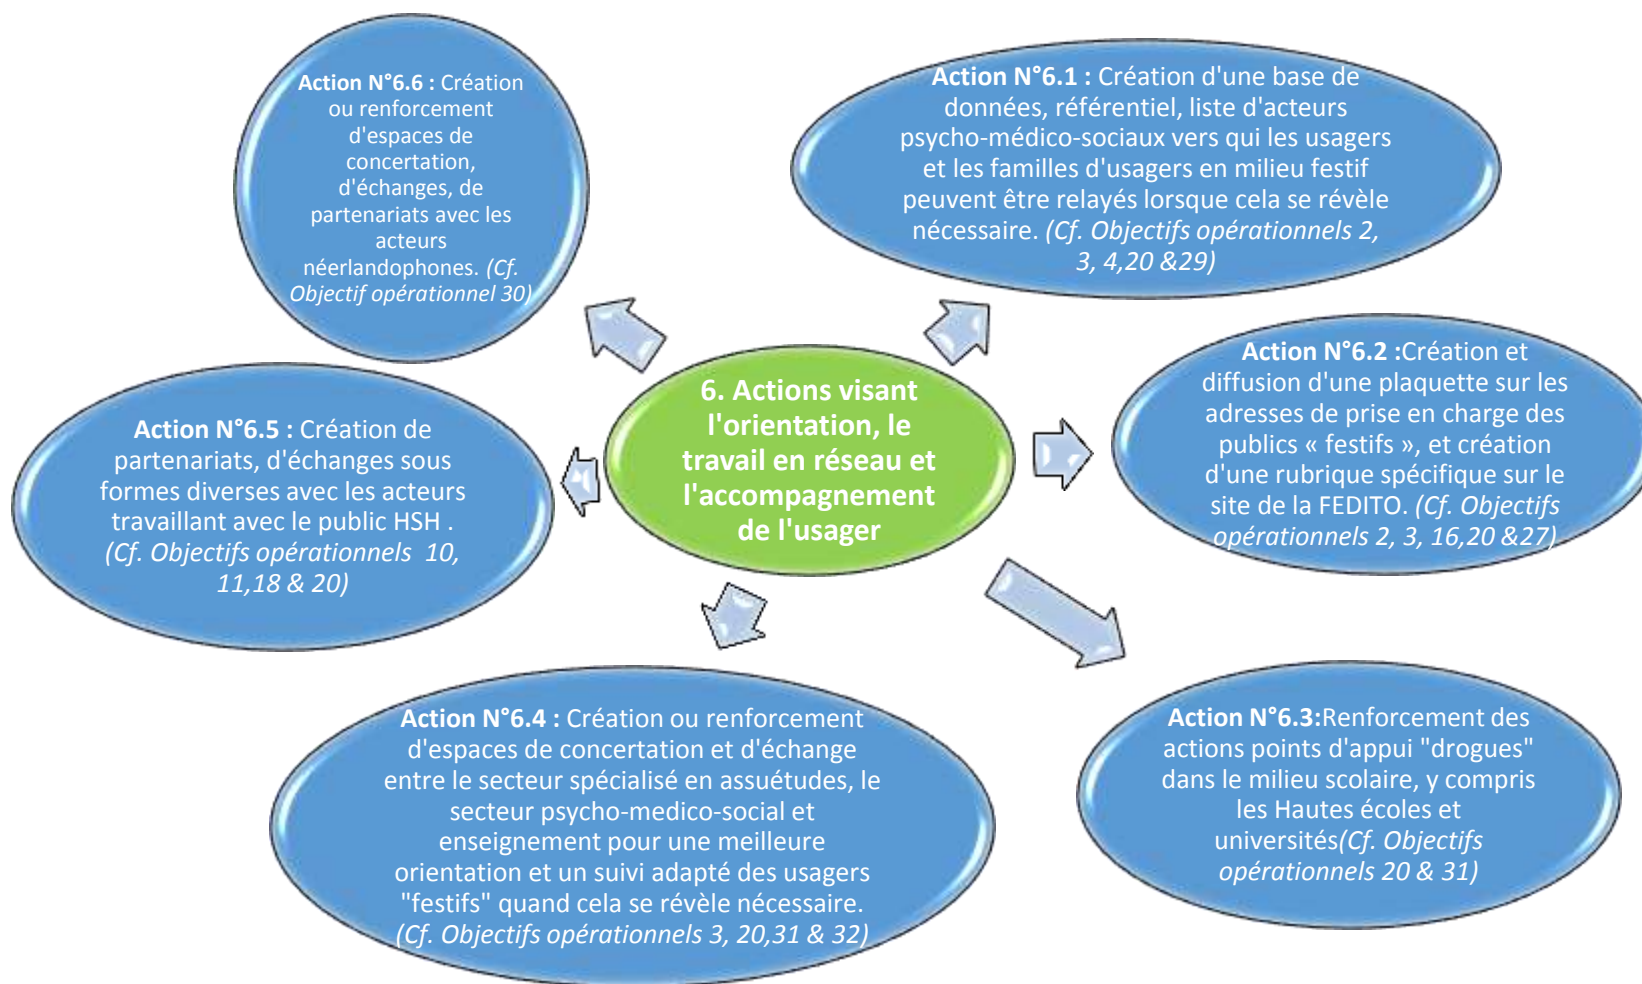 6. Actions visant
l'orientation, le
travail en réseau et
l'accompagnement
de l'usager
Action N°6.1 : Création d'une base de
données, référentiel, liste d'acteurs
psycho-médico-sociaux vers qui les usagers
et les familles d'usagers en milieu festif
peuvent être relayés lorsque cela se révèle
nécessaire. (Cf. Objectifs opérationnels 2,
3, 4,20 &29)
Action N°6.2 :Création et
diffusion d'une plaquette sur les
adresses de prise en charge des
publics « festifs », et création
d'une rubrique spécifique sur le
site de la FEDITO. (Cf. Objectifs
opérationnels 2, 3, 16,20 &27)
Action N°6.3:Renforcement des
actions points d'appui "drogues"
dans le milieu scolaire, y compris
les Hautes écoles et
universités(Cf. Objectifs
opérationnels 20 & 31)
Action N°6.4 : Création ou renforcement
d'espaces de concertation et d'échange
entre le secteur spécialisé en assuétudes, le
secteur psycho-medico-social et
enseignement pour une meilleure
orientation et un suivi adapté des usagers
"festifs" quand cela se révèle nécessaire.
(Cf. Objectifs opérationnels 3, 20,31 & 32)
Action N°6.5 : Création de
partenariats, d'échanges sous
formes diverses avec les acteurs
travaillant avec le public HSH .
(Cf. Objectifs opérationnels 10,
11,18 & 20)
Action N°6.6 : Création
ou renforcement
d'espaces de
concertation,
d'échanges, de
partenariats avec les
acteurs
néerlandophones. (Cf.
Objectif opérationnel 30)